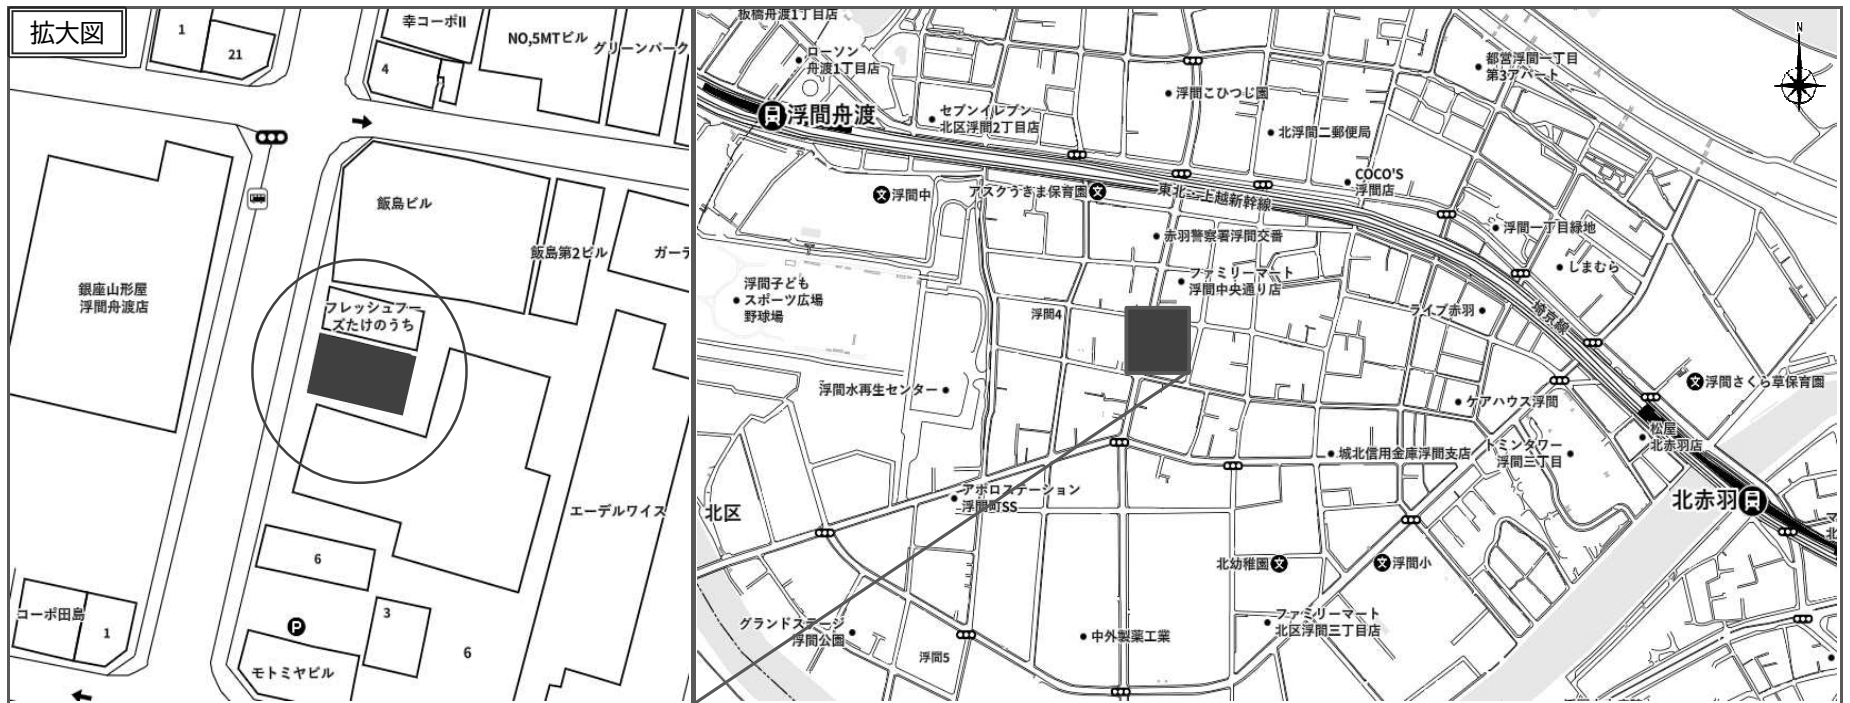 拡大図
1
21
幸コーポII
4
NO,5MTビル
グリーンパーク
飯島ビル
飯島第2ビル
ガーデ
銀座山形屋
浮間舟渡店
フレッシュフー
ズたけのうち
エーデルワイス
6
コーポ田島
1
3
P
モトミヤビル
6
板橋舟渡1丁目店
ローソン
舟渡1丁目店
浮間舟渡
セブンイレブン
北区浮間2丁目店
浮間こひつじ園
北浮間二郵便局
都営浮間一丁目
第3アパート
N
COCO'S
浮間店
文
浮間中
アスクうきま保育園
文
東北・上越新幹線
赤羽警察署浮間交番
浮間一丁目緑地
しまむら
浮間子ども
スポーツ広場
野球場
ファミリーマート
浮間中央通り店
浮間4
ライブ赤羽
埼京線
浮間水再生センター
文
浮間さくら草保育園
ケアハウス浮間
松屋
北赤羽店
城北信用金庫浮間支店
トミンタワー
浮間三丁目
アポロステーション
浮間町SS
北区
北赤羽
北幼稚園
文
文
浮間小
グランドステージ
浮間公園
中外製薬工業
ファミリーマート
北区浮間三丁目店
浮間5